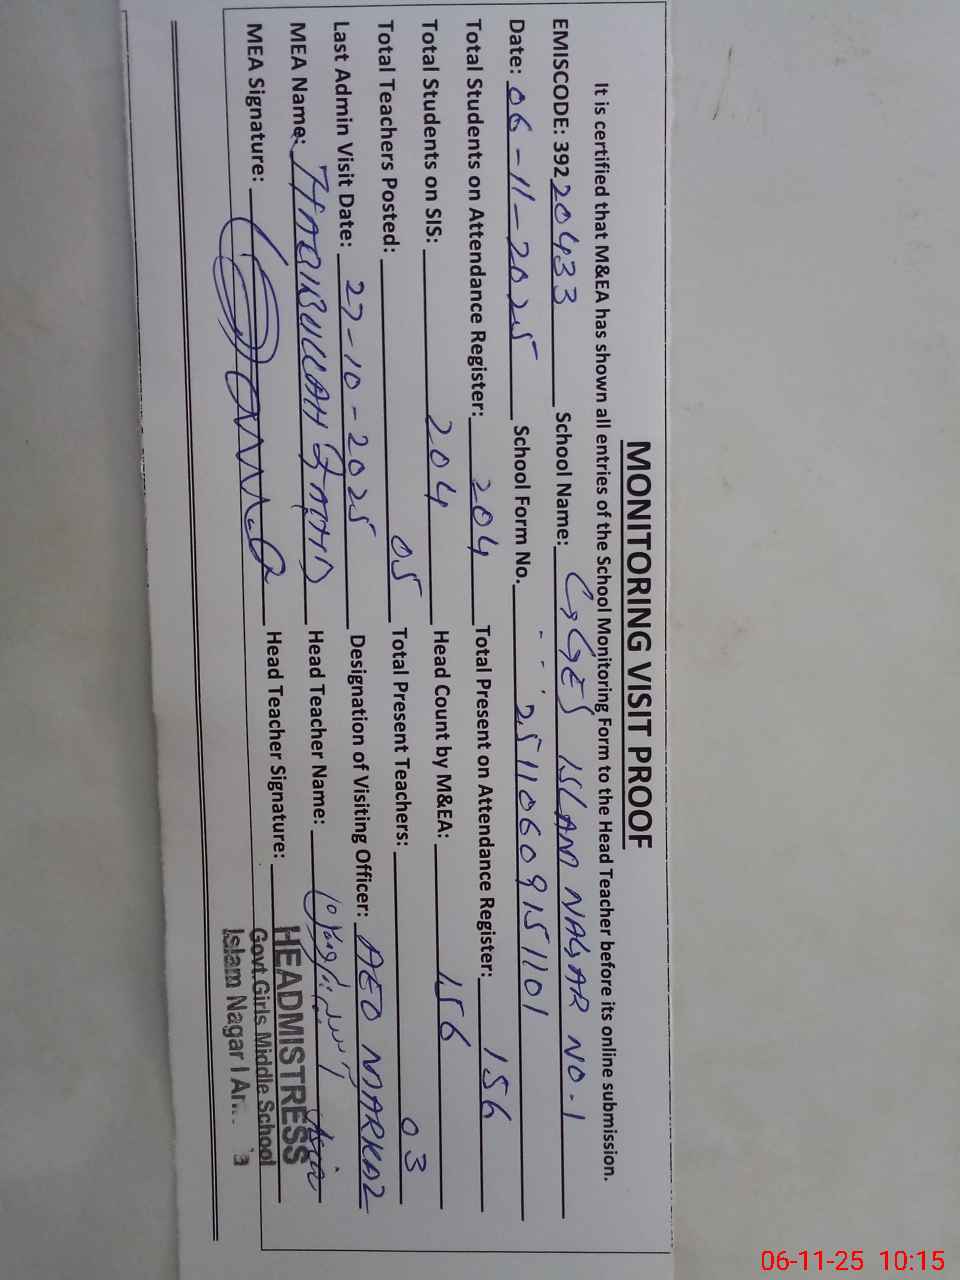 MONITORING VISIT PROOF
It is certified that M&EA has shown all entries of the School Monitoring Form to the Head Teacher before its online submission.
EMISCODE: 39220433 School Name: GGES ISLAM NAGAR NO-1
Date: 06-11-2025 School Form No. 2511060915 1101
Total Students on Attendance Register: 204 Total Present on Attendance Register: 156
Total Students on SIS: 204 Head Count by M&EA: 156
Total Teachers Posted: 05 Total Present Teachers: 03
Last Admin Visit Date: 27-10-2025 Designation of Visiting Officer: AEO MARKAZ
MEA Name: Head Teacher Name:
MEA Signature: Head Teacher Signature:
HEADMISTRESS
Govt.Girls Middle School
Islam Nagar I
06-11-25 10:15